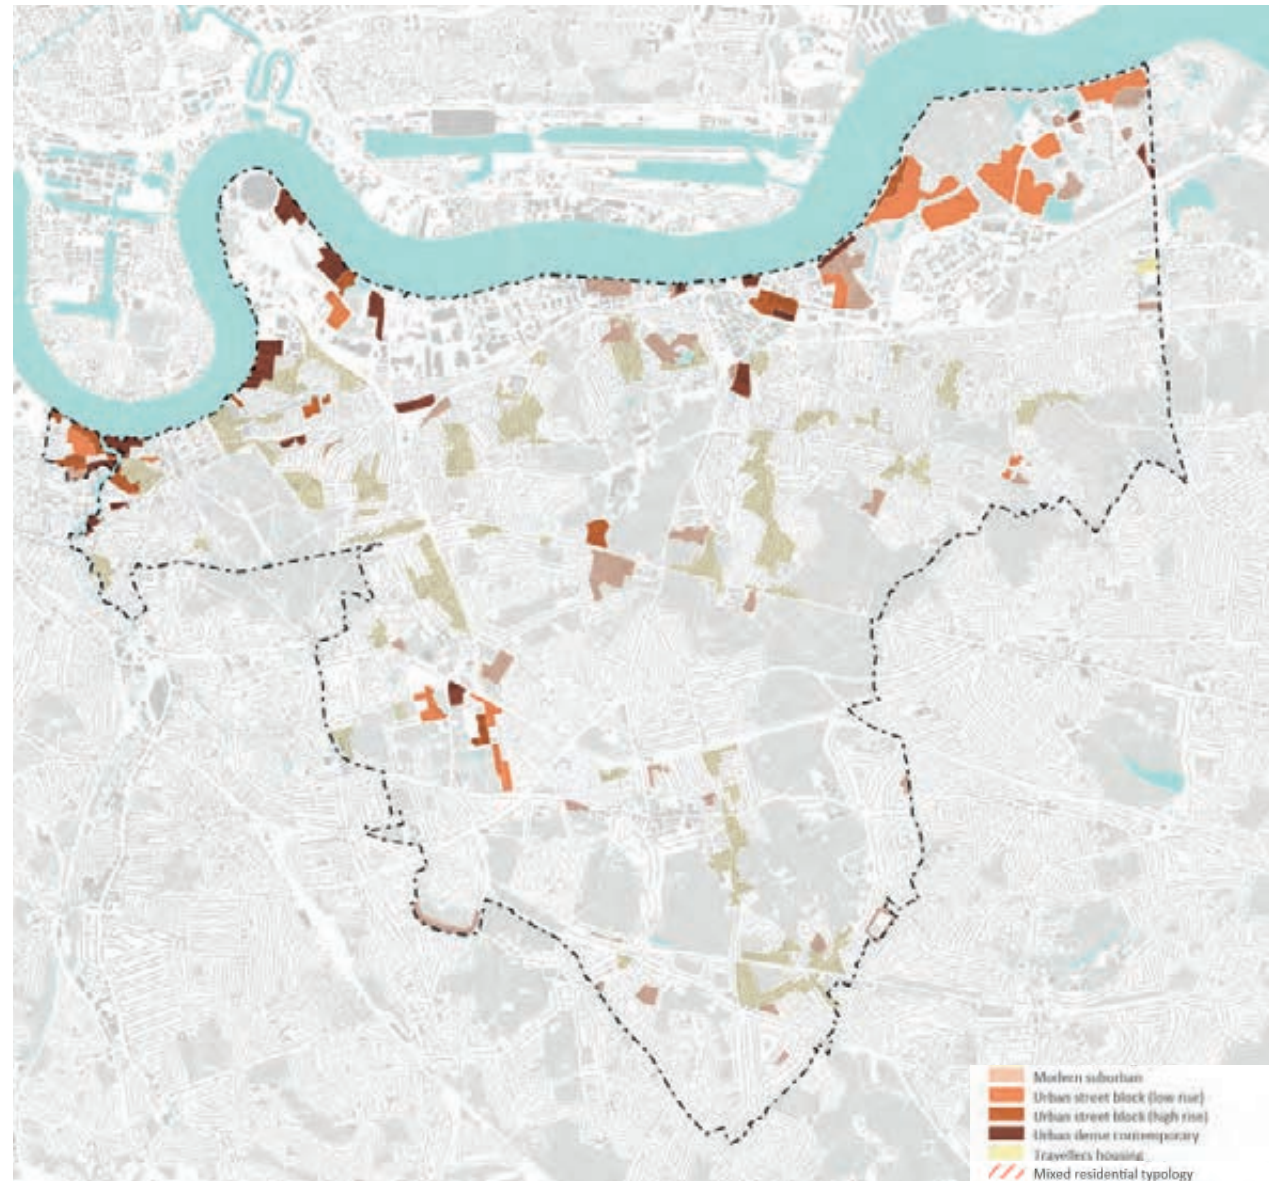 Modern suburban
Urban street block (low rise)
Urban street block (high rise)
Urban dense contemporary
Travellers housing
Mixed residential typology